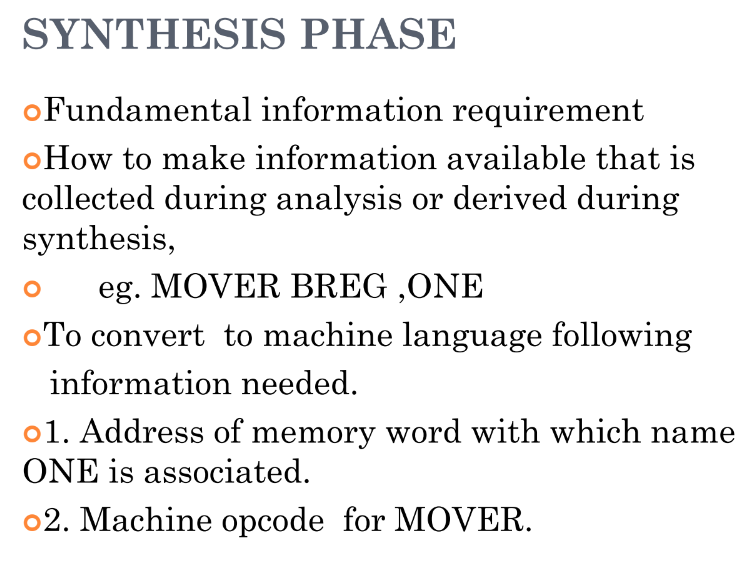 SYNTHESIS PHASE
Fundamental information requirement
How to make information available that is
collected during analysis or derived during
synthesis,
eg. MOVER BREG ,ONE
To convert  to machine language following
information needed.
1. Address of memory word with which name
ONE is associated.
2. Machine opcode  for MOVER.